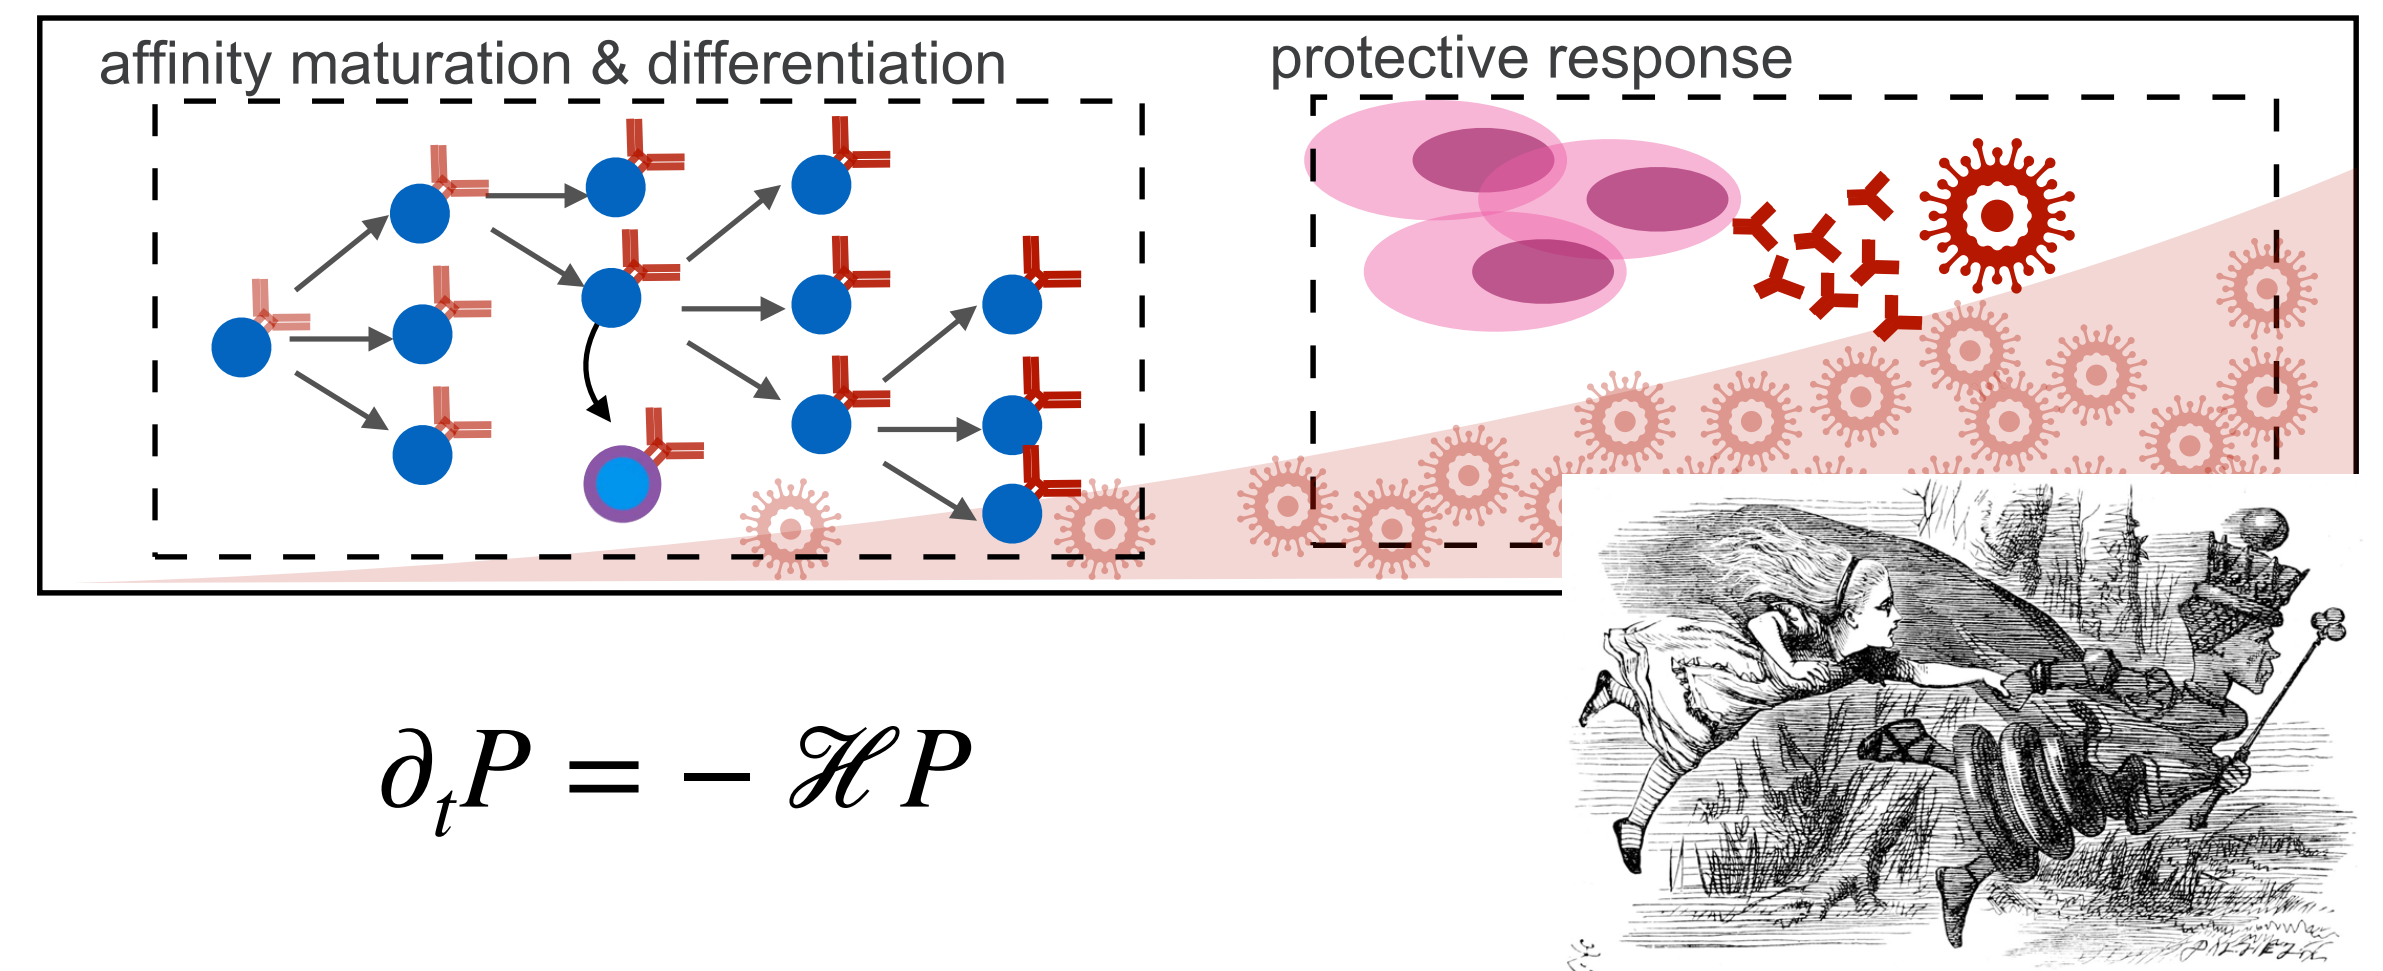 affinity maturation & differentiation
protective response
∂ₜP = − ℋP